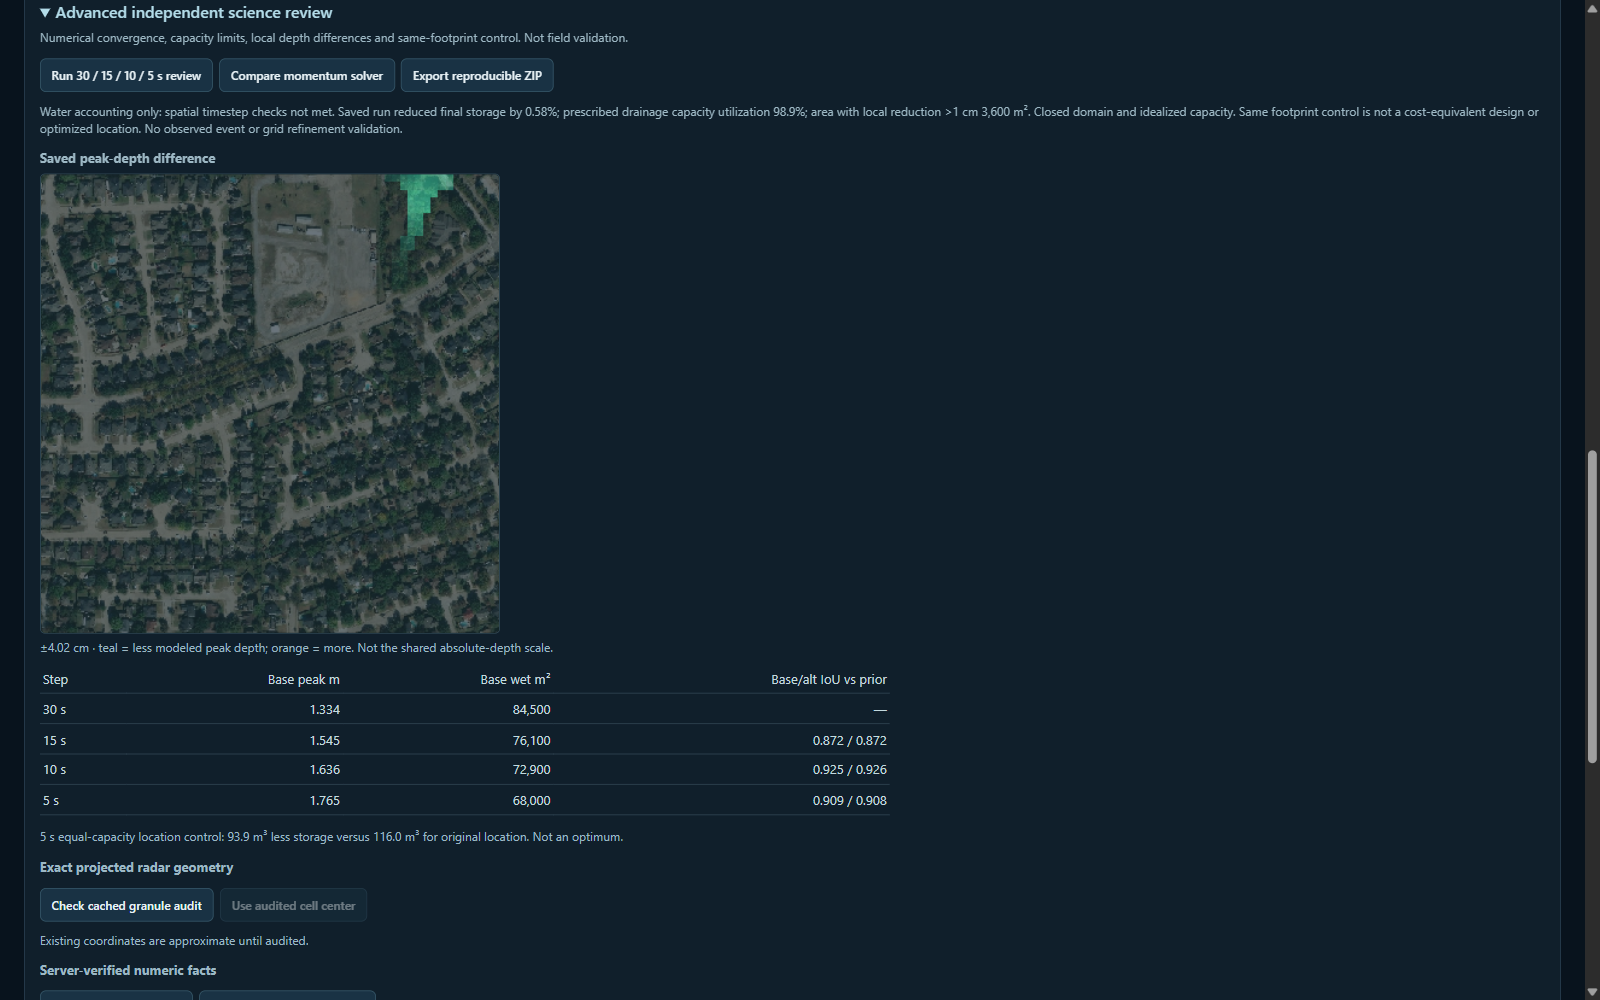 ▼ Advanced independent science review
Numerical convergence, capacity limits, local depth differences and same-footprint control. Not field validation.
Run 30 / 15 / 10 / 5 s review Compare momentum solver Export reproducible ZIP
Water accounting only: spatial timestep checks not met. Saved run reduced final storage by 0.58%; prescribed drainage capacity utilization 98.9%; area with local reduction >1 cm 3,600 m². Closed domain and idealized capacity. Same footprint control is not a cost-equivalent design or
optimized location. No observed event or grid refinement validation.
Saved peak-depth difference
±4.02 cm · teal = less modeled peak depth; orange = more. Not the shared absolute-depth scale.
Step Base peak m Base wet m² Base/alt IoU vs prior
30 s 1.334 84,500 —
15 s 1.545 76,100 0.872 / 0.872
10 s 1.636 72,900 0.925 / 0.926
5 s 1.765 68,000 0.909 / 0.908
5 s equal-capacity location control: 93.9 m³ less storage versus 116.0 m³ for original location. Not an optimum.
Exact projected radar geometry
Check cached granule audit Use audited cell center
Existing coordinates are approximate until audited.
Server-verified numeric facts